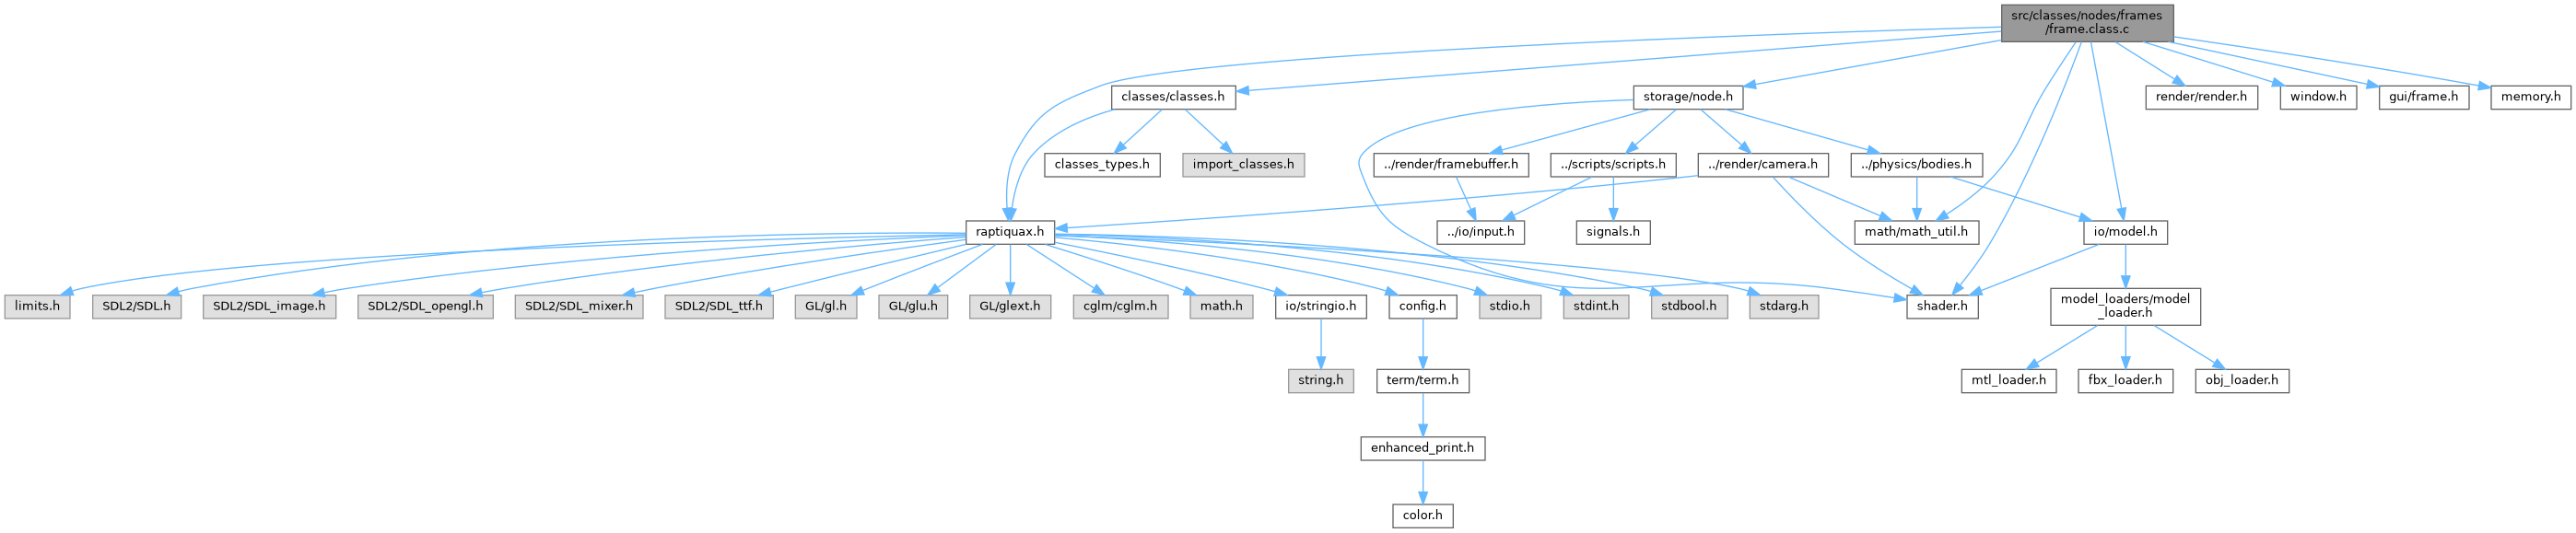 src/classes/nodes/frames
/frame.class.c
classes/classes.h
storage/node.h
render/render.h
window.h
gui/frame.h
memory.h
classes_types.h
import_classes.h
../render/framebuffer.h
../scripts/scripts.h
../render/camera.h
../physics/bodies.h
raptiquax.h
../io/input.h
signals.h
math/math_util.h
io/model.h
limits.h
SDL2/SDL.h
SDL2/SDL_image.h
SDL2/SDL_opengl.h
SDL2/SDL_mixer.h
SDL2/SDL_ttf.h
GL/gl.h
GL/glu.h
GL/glext.h
cglm/cglm.h
math.h
io/stringio.h
config.h
stdio.h
stdint.h
stdbool.h
stdarg.h
shader.h
model_loaders/model
_loader.h
string.h
term/term.h
mtl_loader.h
fbx_loader.h
obj_loader.h
enhanced_print.h
color.h